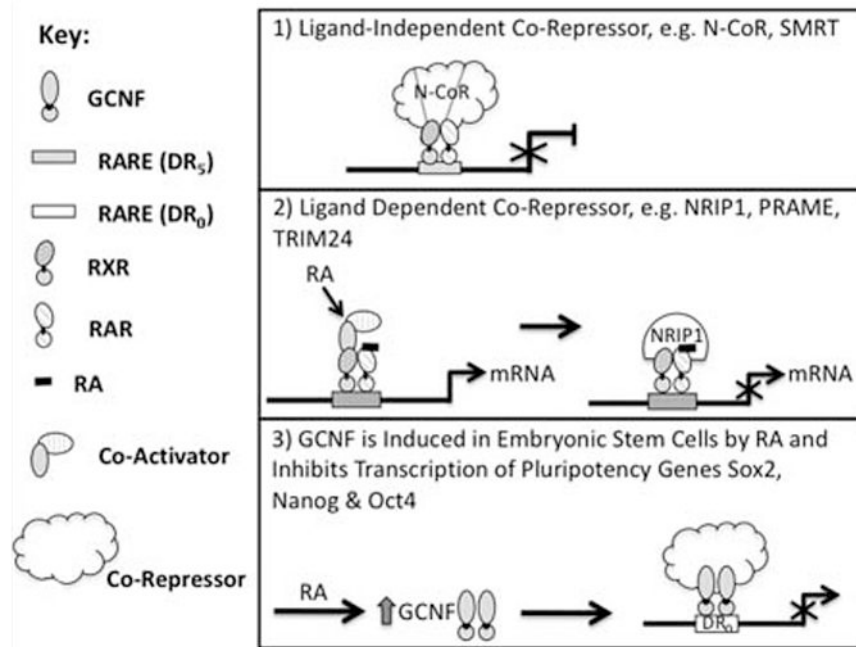 Key:
GCNF
RARE (DR₅)
RARE (DR₀)
RXR
RAR
RA
Co-Activator
Co-Repressor
1) Ligand-Independent Co-Repressor, e.g. N-CoR, SMRT
N-CoR
2) Ligand Dependent Co-Repressor, e.g. NRIP1, PRAME,
TRIM24
RA
mRNA
NRIP1
mRNA
3) GCNF is Induced in Embryonic Stem Cells by RA and
Inhibits Transcription of Pluripotency Genes Sox2,
Nanog & Oct4
RA
GCNF
DR₀